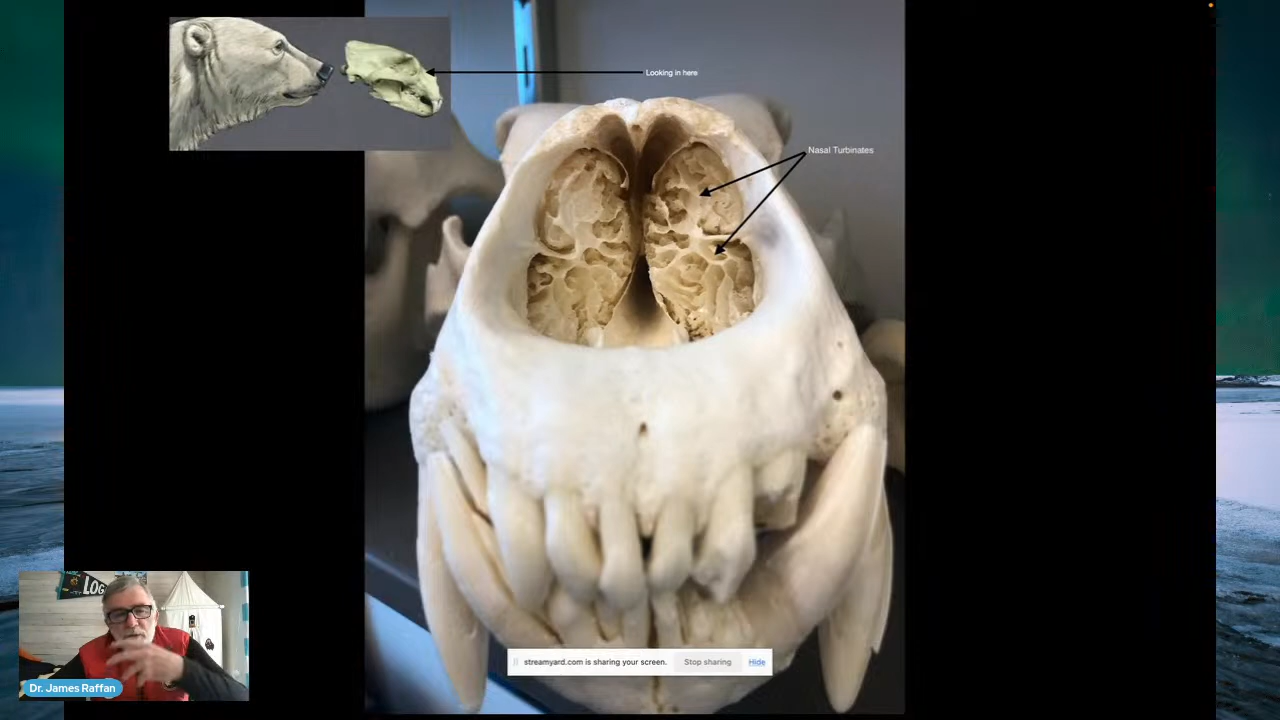 Looking in here
Nasal Turbinates
LOG
streamyard.com is sharing your screen.
Stop sharing
Hide
Dr. James Raffan